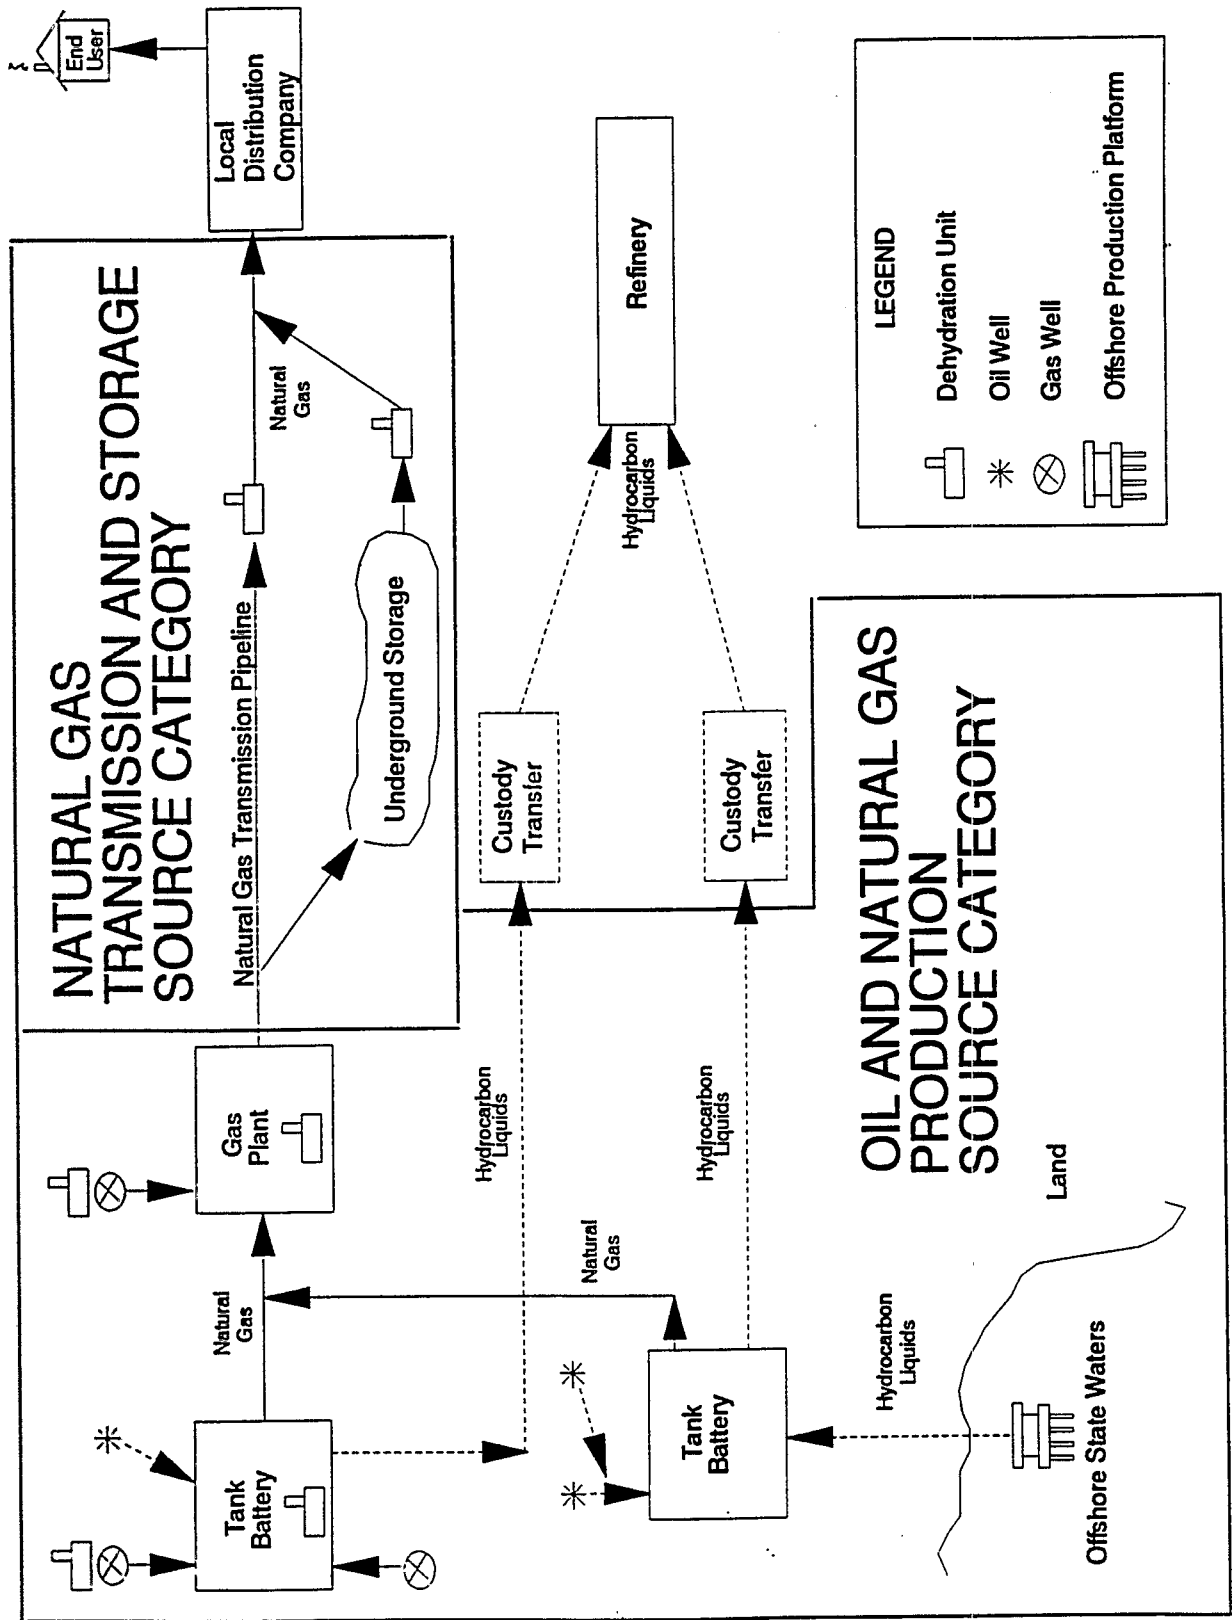 NATURAL GAS
TRANSMISSION AND STORAGE
SOURCE CATEGORY
End
User
Local
Distribution
Company
Natural Gas Transmission Pipeline
Natural
Gas
Underground Storage
Gas
Plant
Natural
Gas
Tank
Battery
Hydrocarbon
Liquids
Custody
Transfer
Hydrocarbon
Liquids
Refinery
Natural
Gas
Tank
Battery
Hydrocarbon
Liquids
Custody
Transfer
Hydrocarbon
Liquids
Offshore State Waters
Land
OIL AND NATURAL GAS
PRODUCTION
SOURCE CATEGORY
LEGEND
Dehydration Unit
Oil Well
Gas Well
Offshore Production Platform